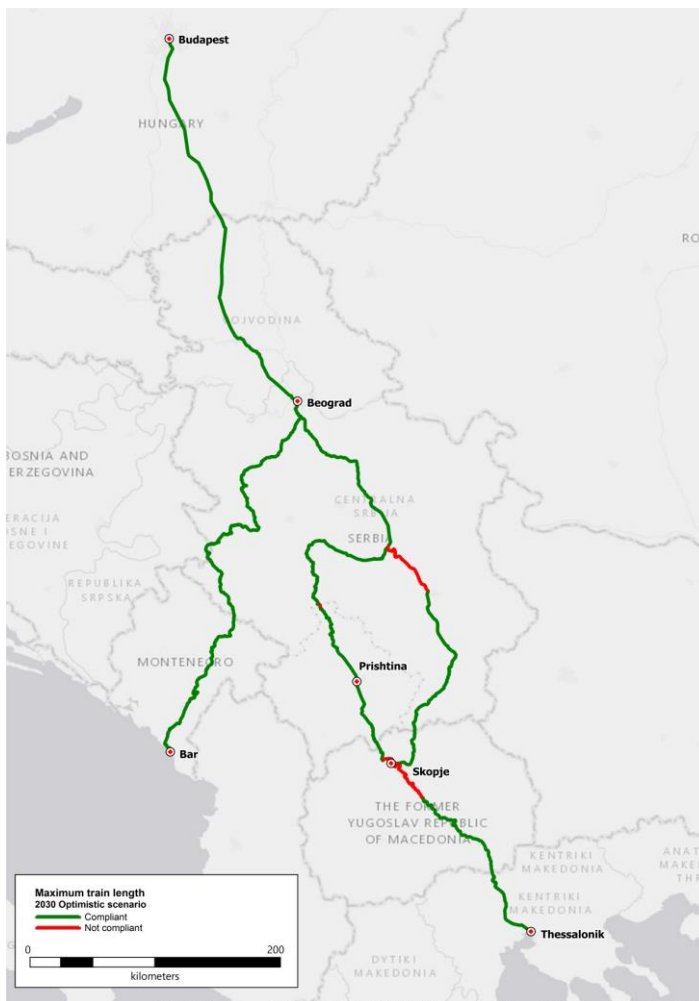 Budapest
HUNGARY
RO
OJVODINA
Beograd
BOSNIA AND
ERZEGOVINA
CENTRALNA
SRBIJA
ERACIJA
OSNE I
EGOVINE
SERBIA
REPUBLIKA
SRPSKA
MONTENEGRO
Prishtina
Bar
Skopje
THE FORMER
YUGOSLAV REPUBLIC
OF MACEDONIA
KENTRIKI
MAKEDONIA
ANAT
MAKE
THR
KENTRIKI
MAKEDONIA
Thessalonik
DYTIKI
MAKEDONIA
Maximum train length
2030 Optimistic scenario
Compliant
Not compliant
0 200
kilometers